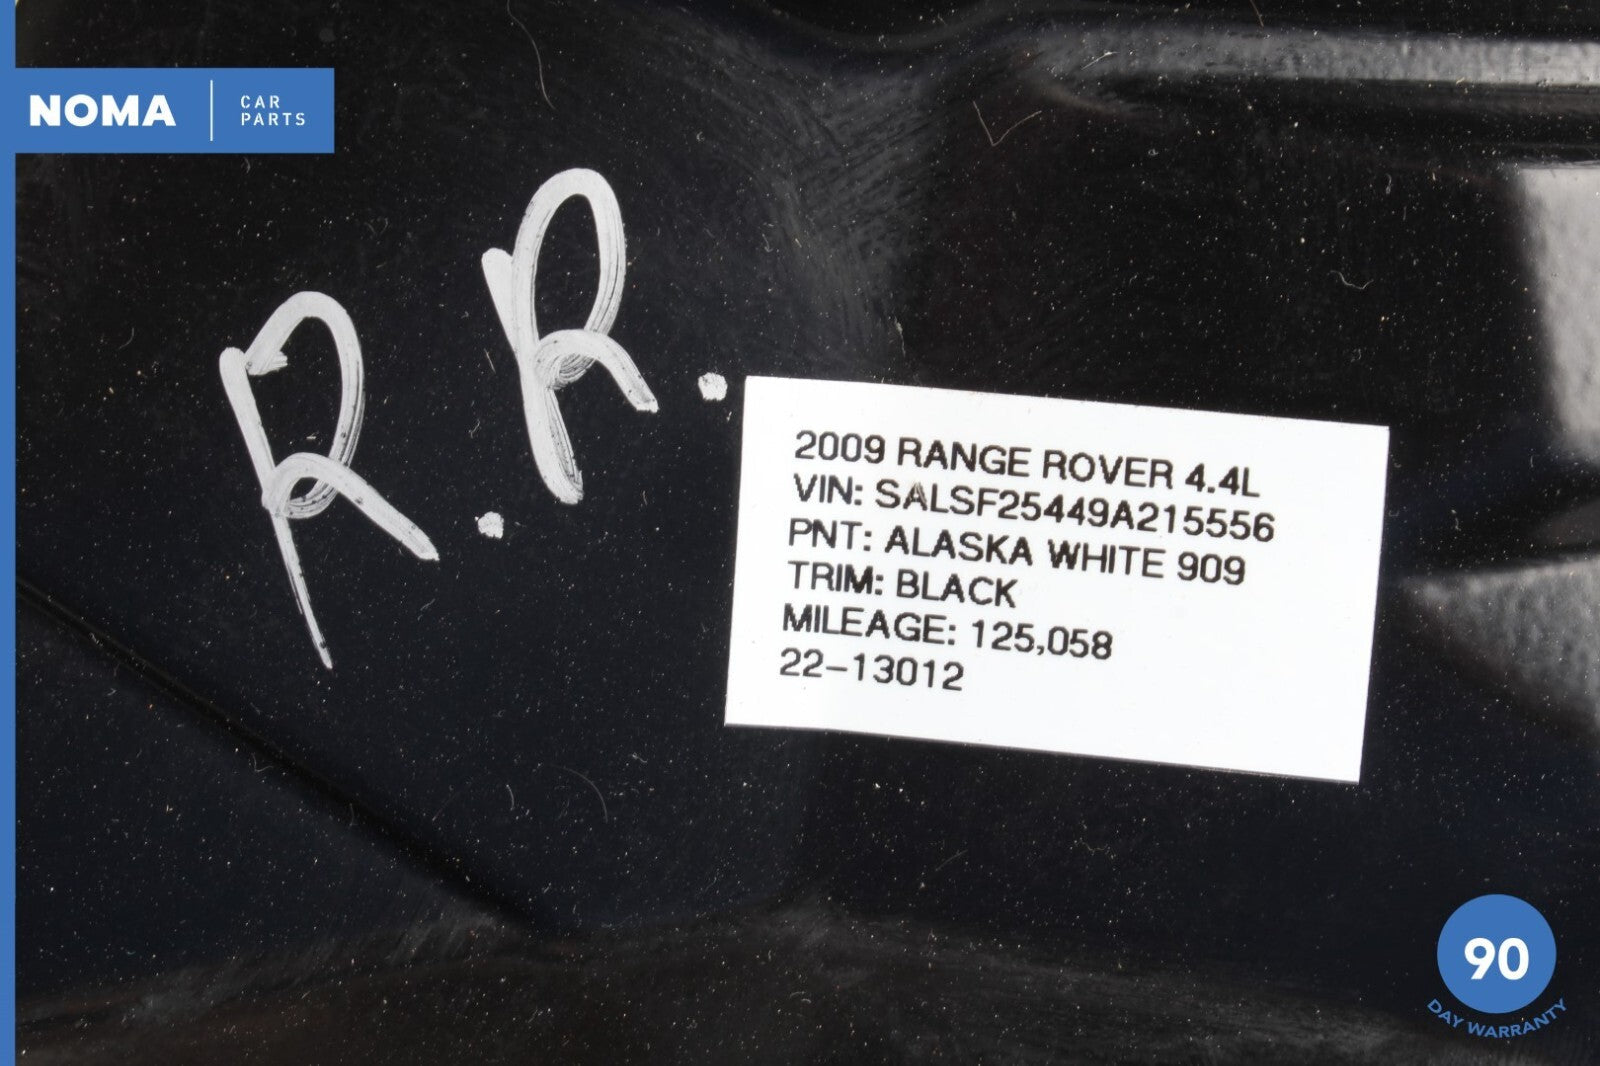 NOMA
CAR
PARTS
R.R.
2009 RANGE ROVER 4.4L
VIN: SALSF25449A215556
PNT: ALASKA WHITE 909
TRIM: BLACK
MILEAGE: 125,058
22-13012
90
DAY WARRANTY